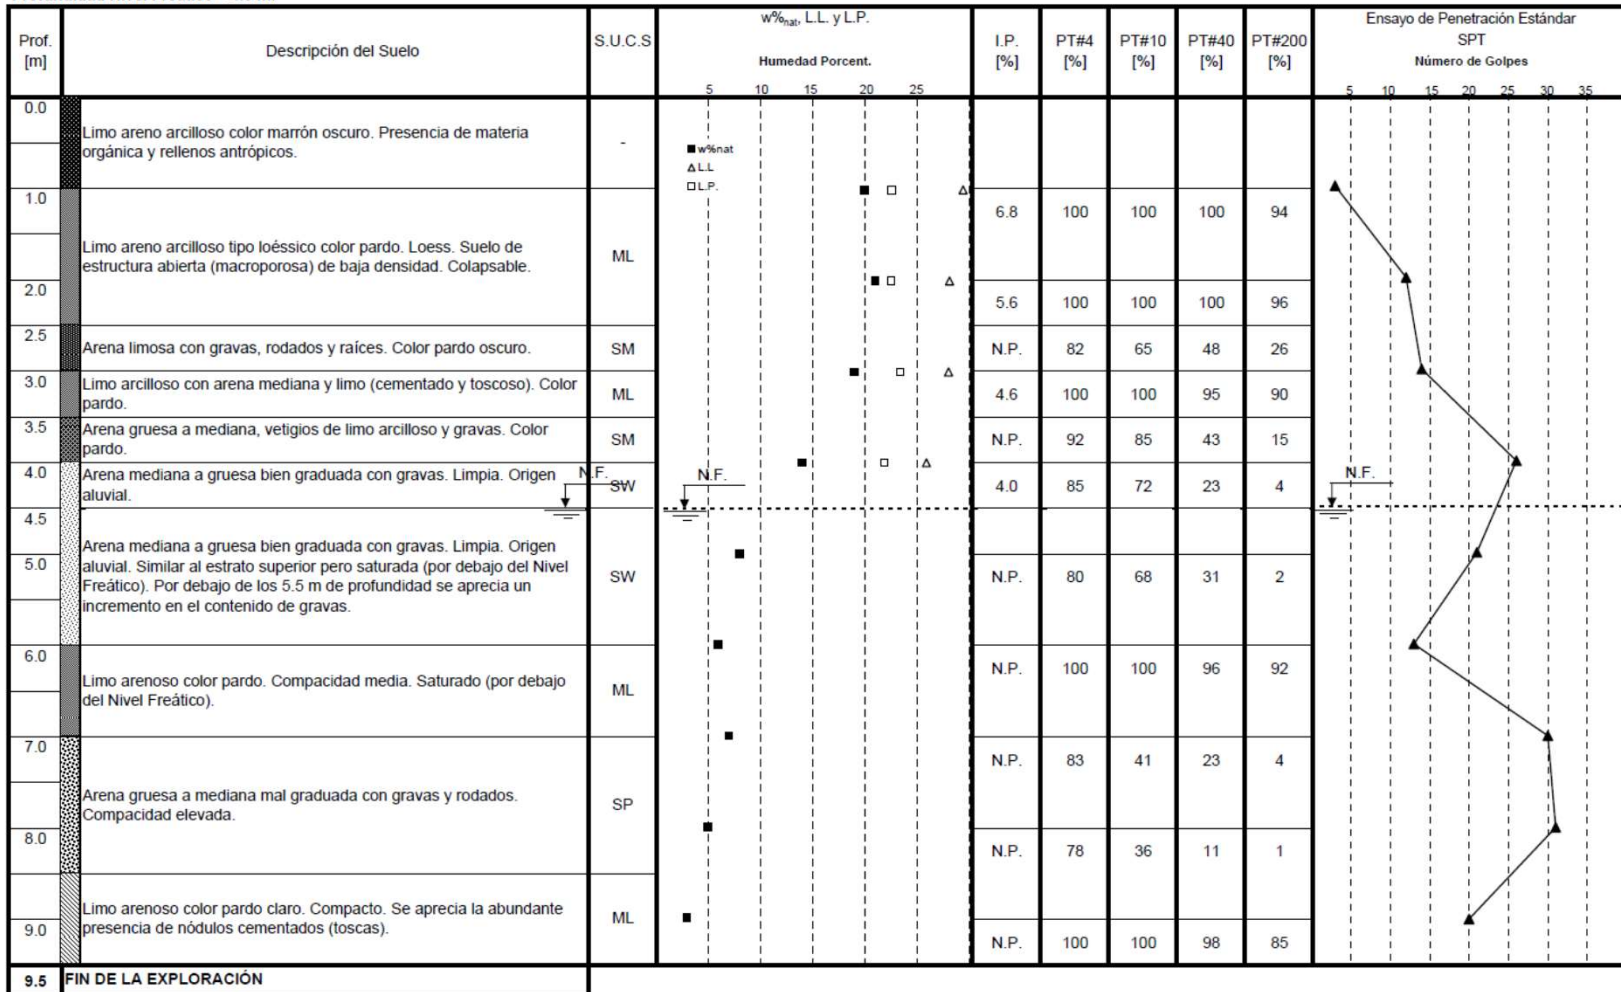 w%nat, L.L. y L.P.
Ensayo de Penetración Estándar
Prof.
[m]
Descripción del Suelo
S.U.C.S
Humedad Porcent.
I.P.
[%]
PT#4
[%]
PT#10
[%]
PT#40
[%]
PT#200
[%]
SPT
Número de Golpes
5 10 15 20 25
5 10 15 20 25 30 35
0.0
Limo areno arcilloso color marrón oscuro. Presencia de materia
orgánica y rellenos antrópicos.
-
w%nat
L.L
L.P.
1.0
6.8 100 100 100 94
Limo areno arcilloso tipo loéssico color pardo. Loess. Suelo de
estructura abierta (macroporosa) de baja densidad. Colapsable.
ML
2.0
5.6 100 100 100 96
2.5
Arena limosa con gravas, rodados y raíces. Color pardo oscuro.
SM
N.P. 82 65 48 26
3.0
Limo arcilloso con arena mediana y limo (cementado y toscoso). Color
pardo.
ML
4.6 100 100 95 90
3.5
Arena gruesa a mediana, vetigios de limo arcilloso y gravas. Color
pardo.
SM
N.P. 92 85 43 15
4.0
Arena mediana a gruesa bien graduada con gravas. Limpia. Origen
aluvial.
N.F.
SW
N.F.
4.0 85 72 23 4
N.F.
4.5
Arena mediana a gruesa bien graduada con gravas. Limpia. Origen
aluvial. Similar al estrato superior pero saturada (por debajo del Nivel
Freático). Por debajo de los 5.5 m de profundidad se aprecia un
incremento en el contenido de gravas.
5.0
SW
N.P. 80 68 31 2
6.0
Limo arenoso color pardo. Compacidad media. Saturado (por debajo
del Nivel Freático).
ML
N.P. 100 100 96 92
7.0
N.P. 83 41 23 4
Arena gruesa a mediana mal graduada con gravas y rodados.
Compacidad elevada.
SP
8.0
N.P. 78 36 11 1
Limo arenoso color pardo claro. Compacto. Se aprecia la abundante
presencia de nódulos cementados (toscas).
ML
9.0
N.P. 100 100 98 85
9.5 FIN DE LA EXPLORACIÓN